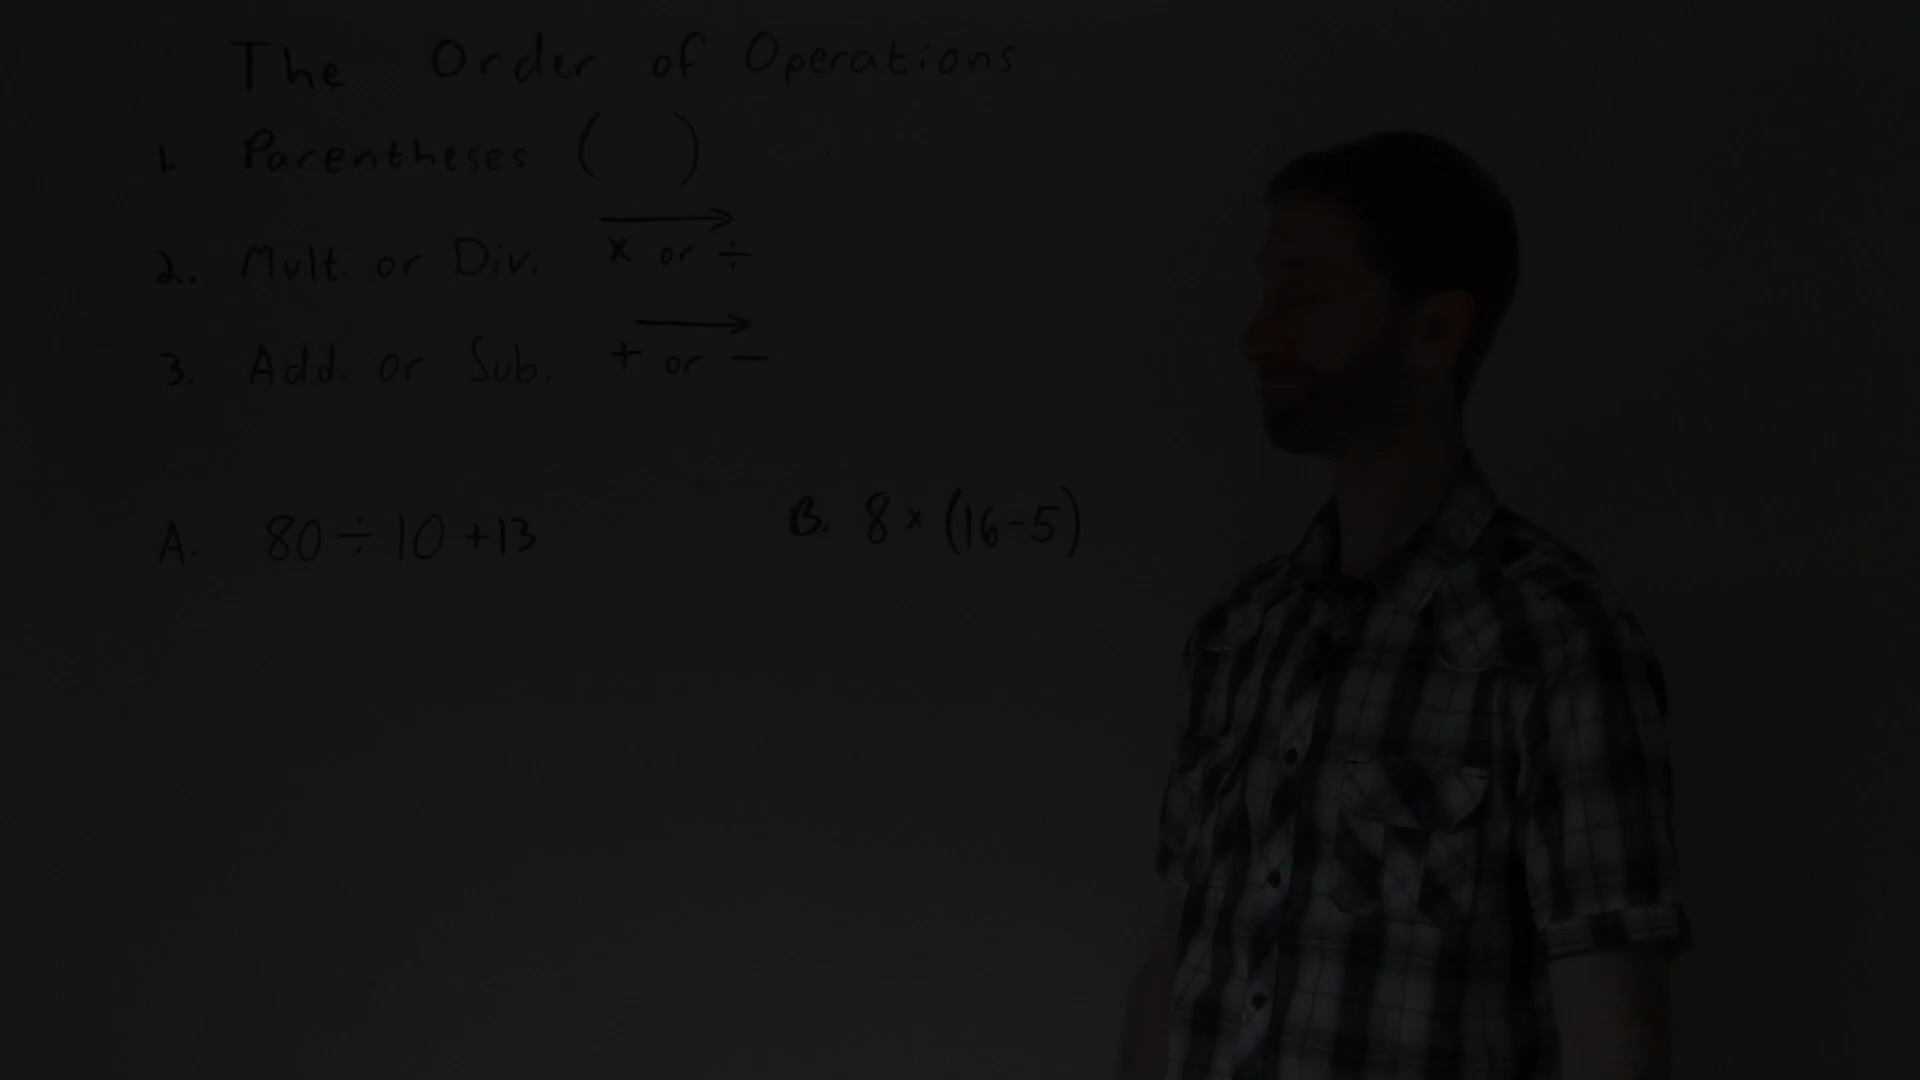 The Order of Operations
1. Parentheses ( )
2. Mult. or Div. x or ÷
3. Add. or Sub. + or −
A. 80 ÷ 10 + 13
B. 8 × (16 - 5)